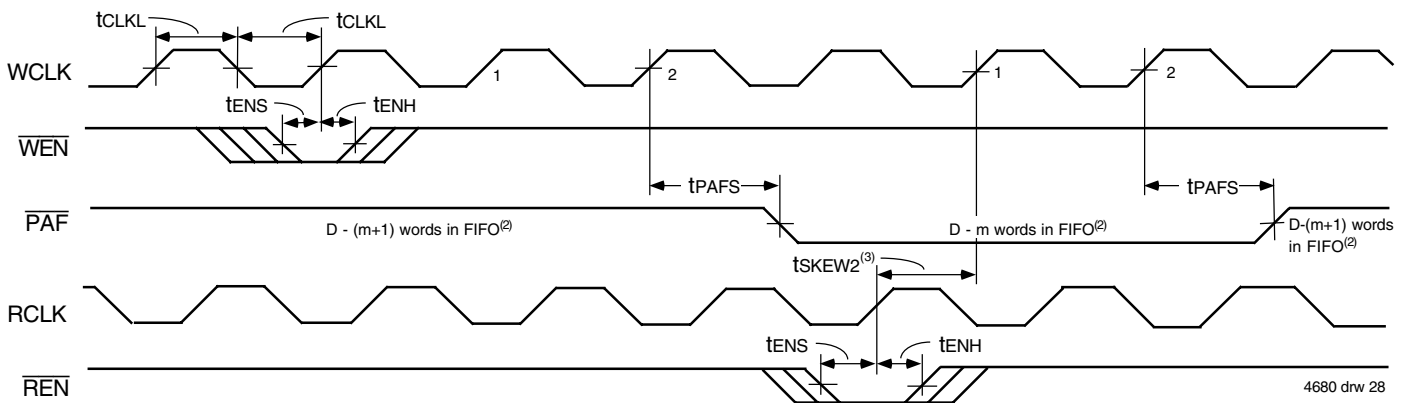 tCLKL tCLKL
WCLK 1 2 1 2
tENS tENH
WEN
tPAFS tPAFS
PAF
D - (m+1) words in FIFO(2) D - m words in FIFO(2) D-(m+1) words
in FIFO(2)
tSKEW2(3)
RCLK
tENS tENH
REN
4680 drw 28